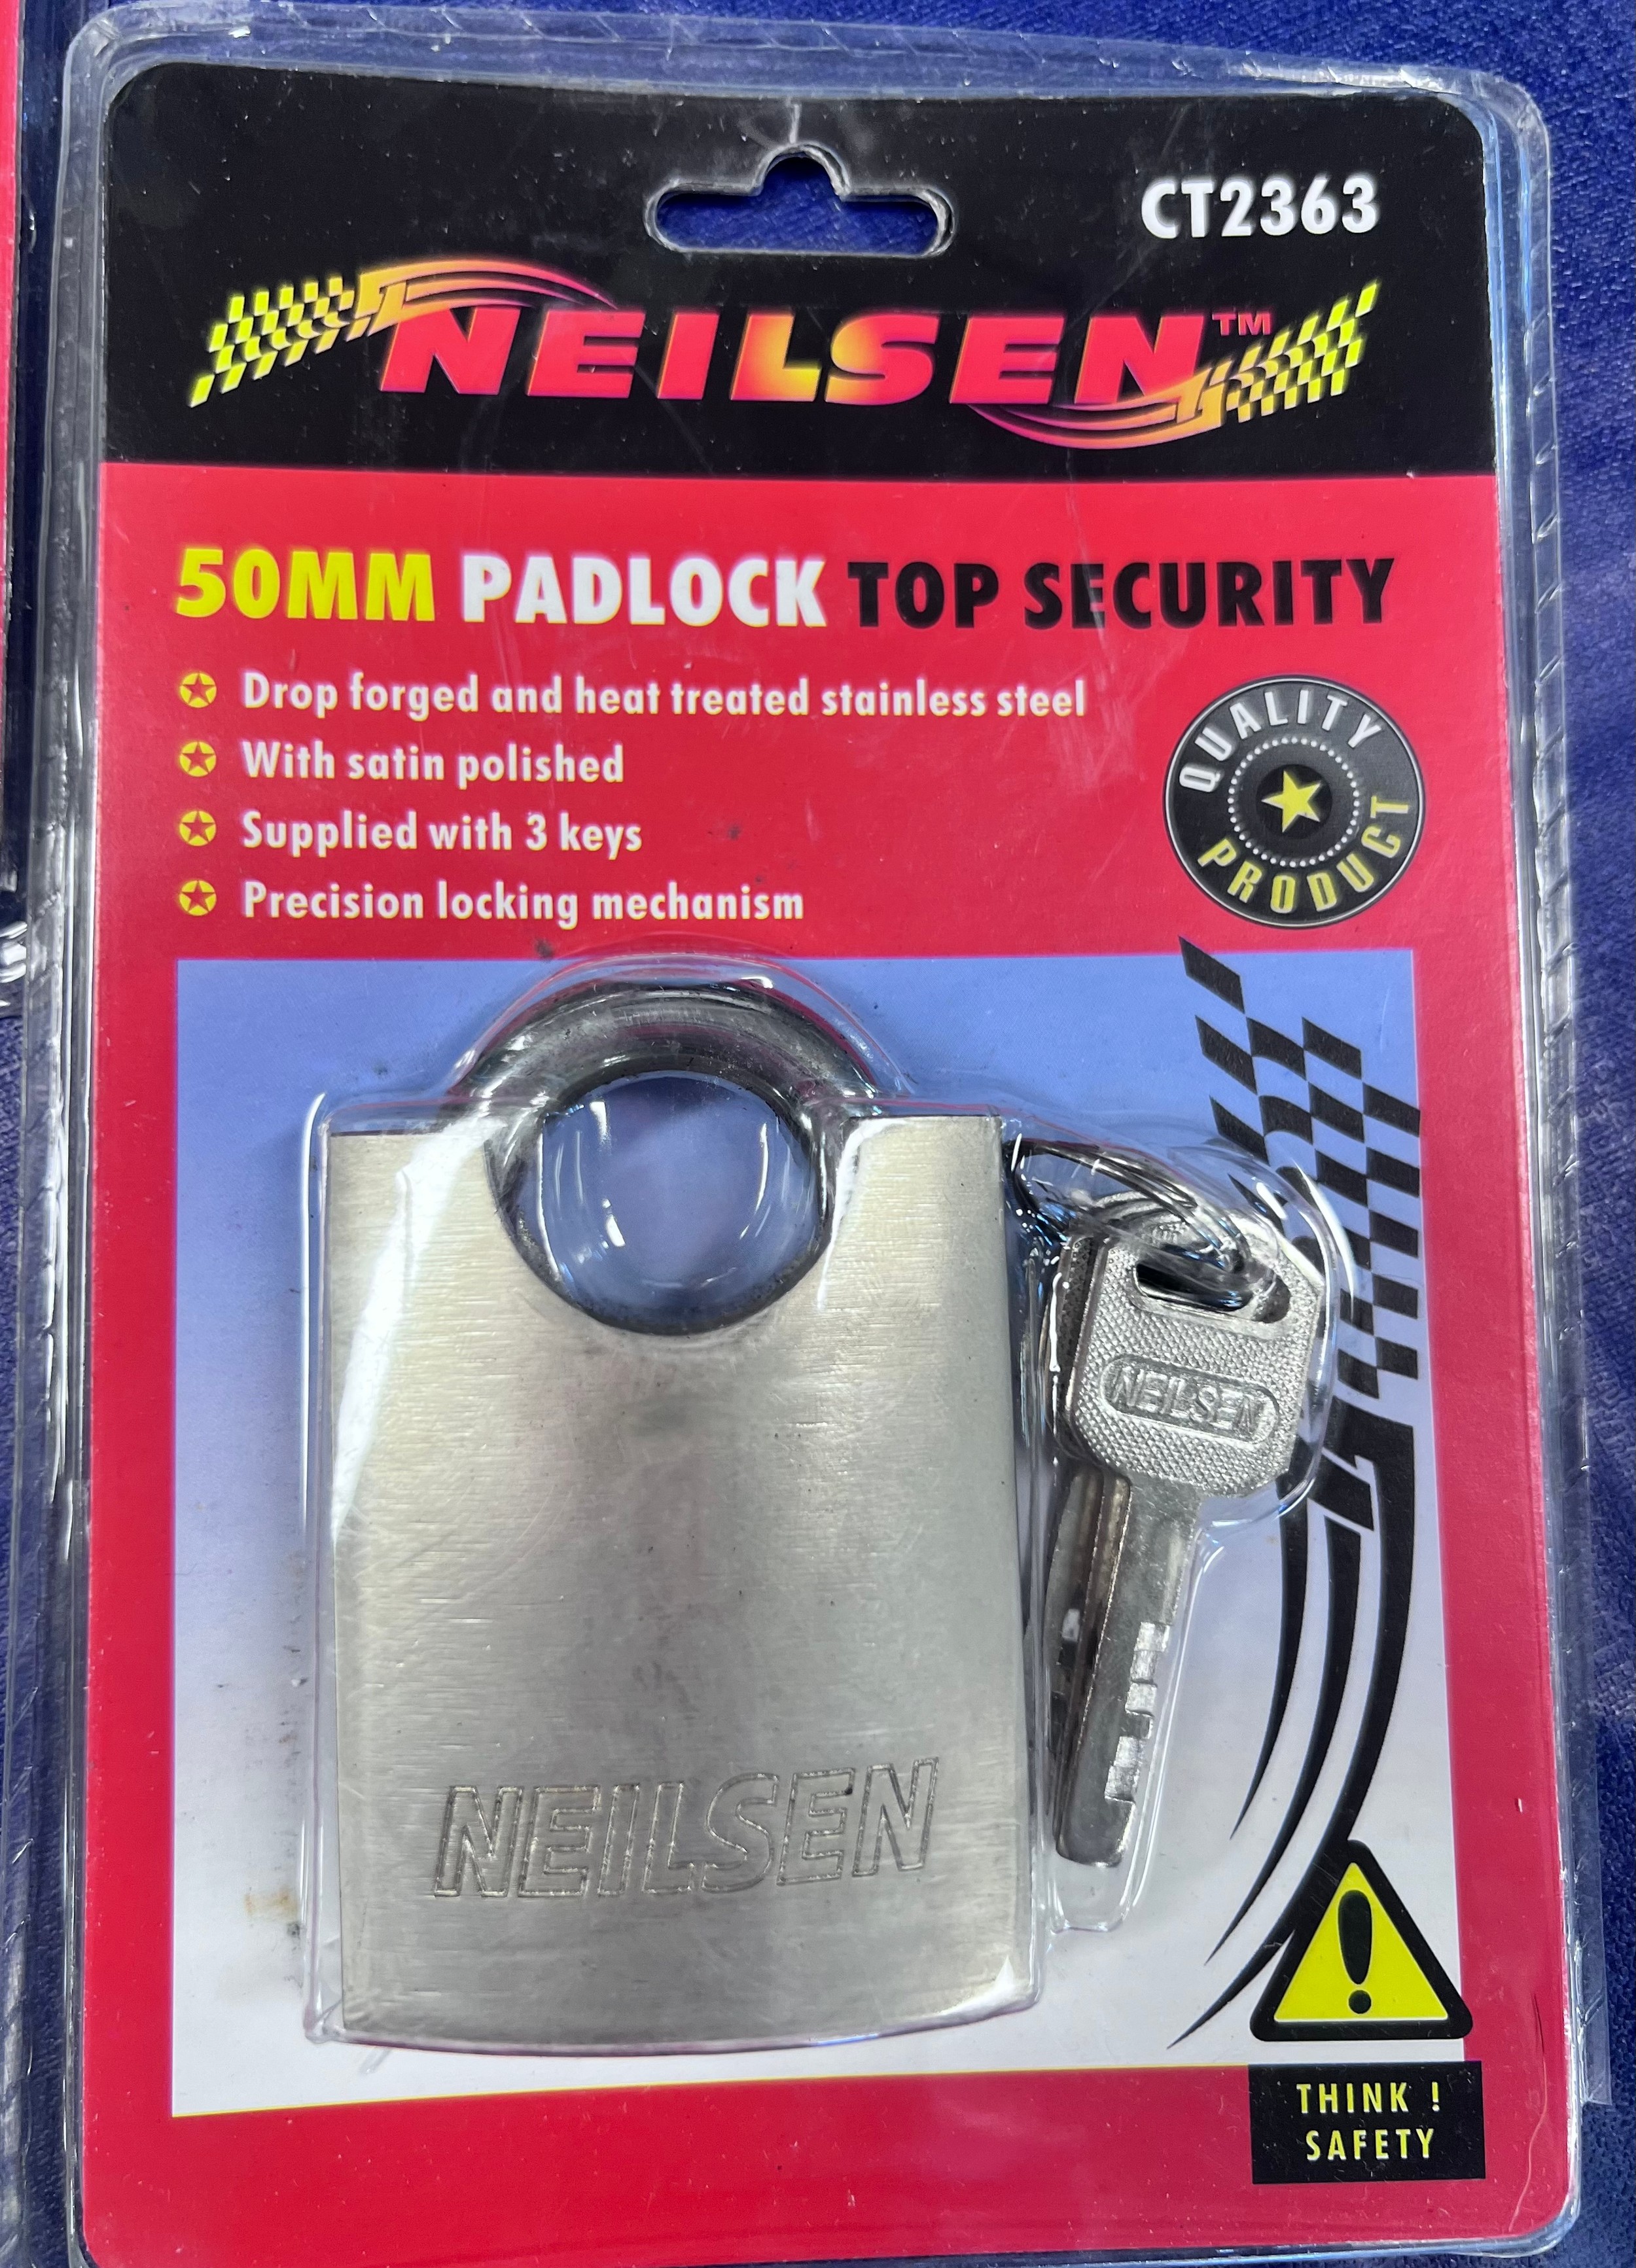 CT2363
NEILSEN™
50MM PADLOCK TOP SECURITY
Drop forged and heat treated stainless steel
With satin polished
Supplied with 3 keys
Precision locking mechanism
QUALITY
PRODUCT
NEILSEN
NEILSEN
THINK !
SAFETY